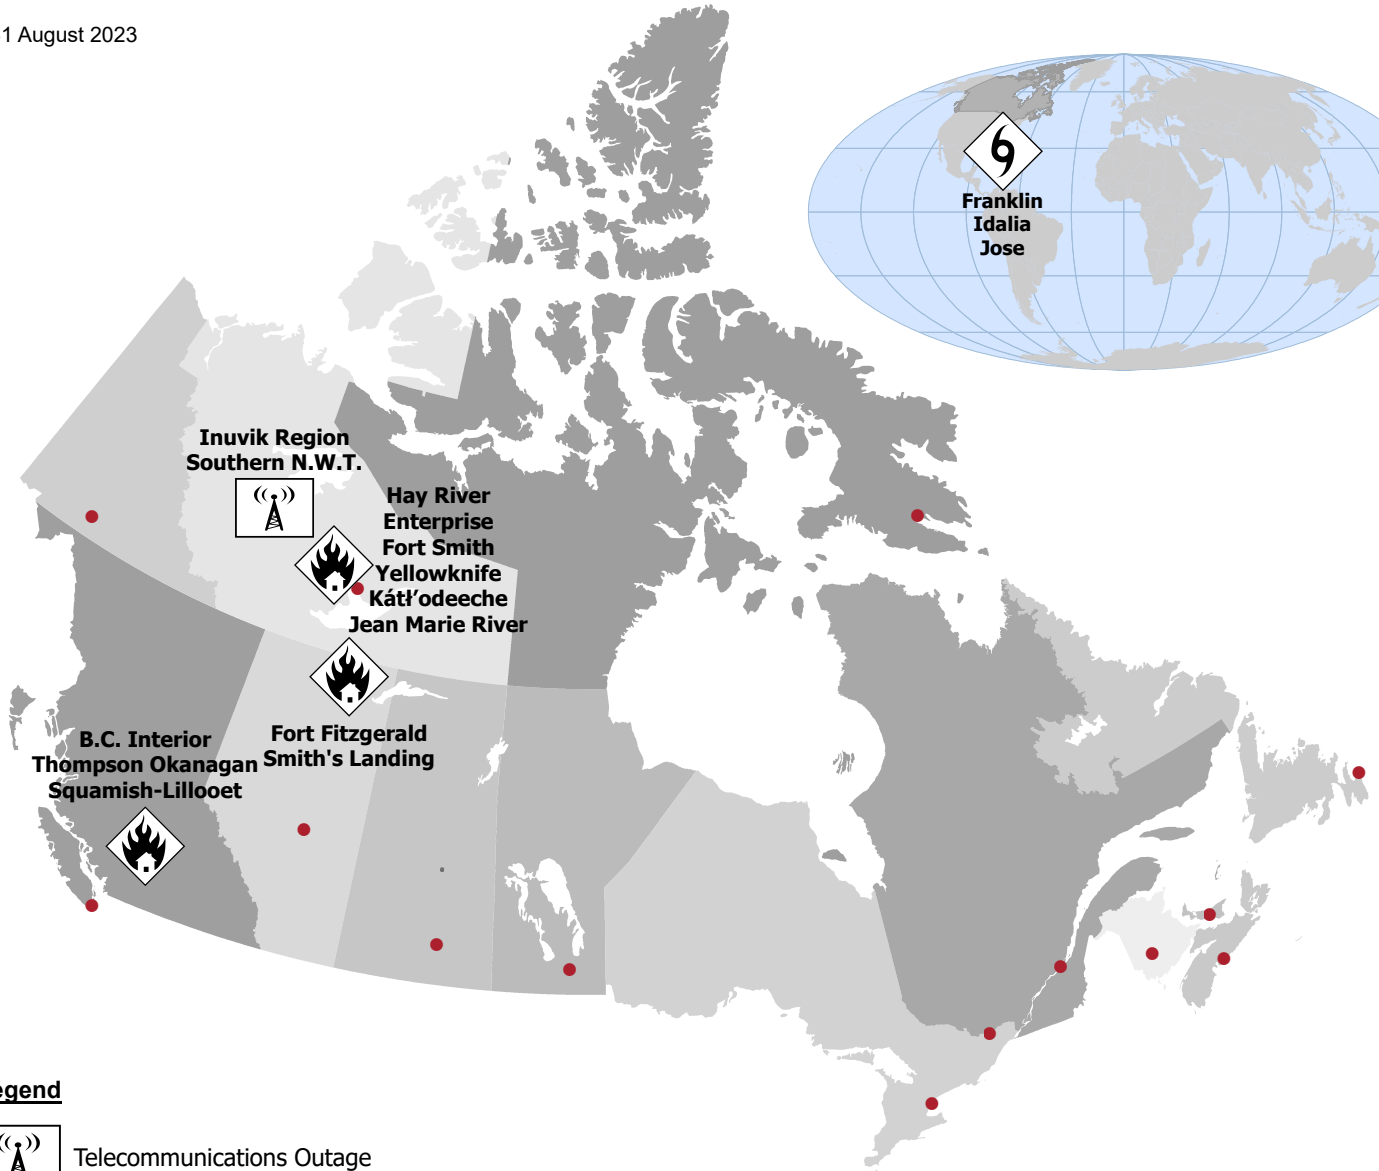 1 August 2023
Franklin
Idalia
Jose
Inuvik Region
Southern N.W.T.
Hay River
Enterprise
Fort Smith
Yellowknife
Kátł’odeeche
Jean Marie River
B.C. Interior
Thompson Okanagan
Squamish-Lillooet
Fort Fitzgerald
Smith's Landing
egend
Telecommunications Outage